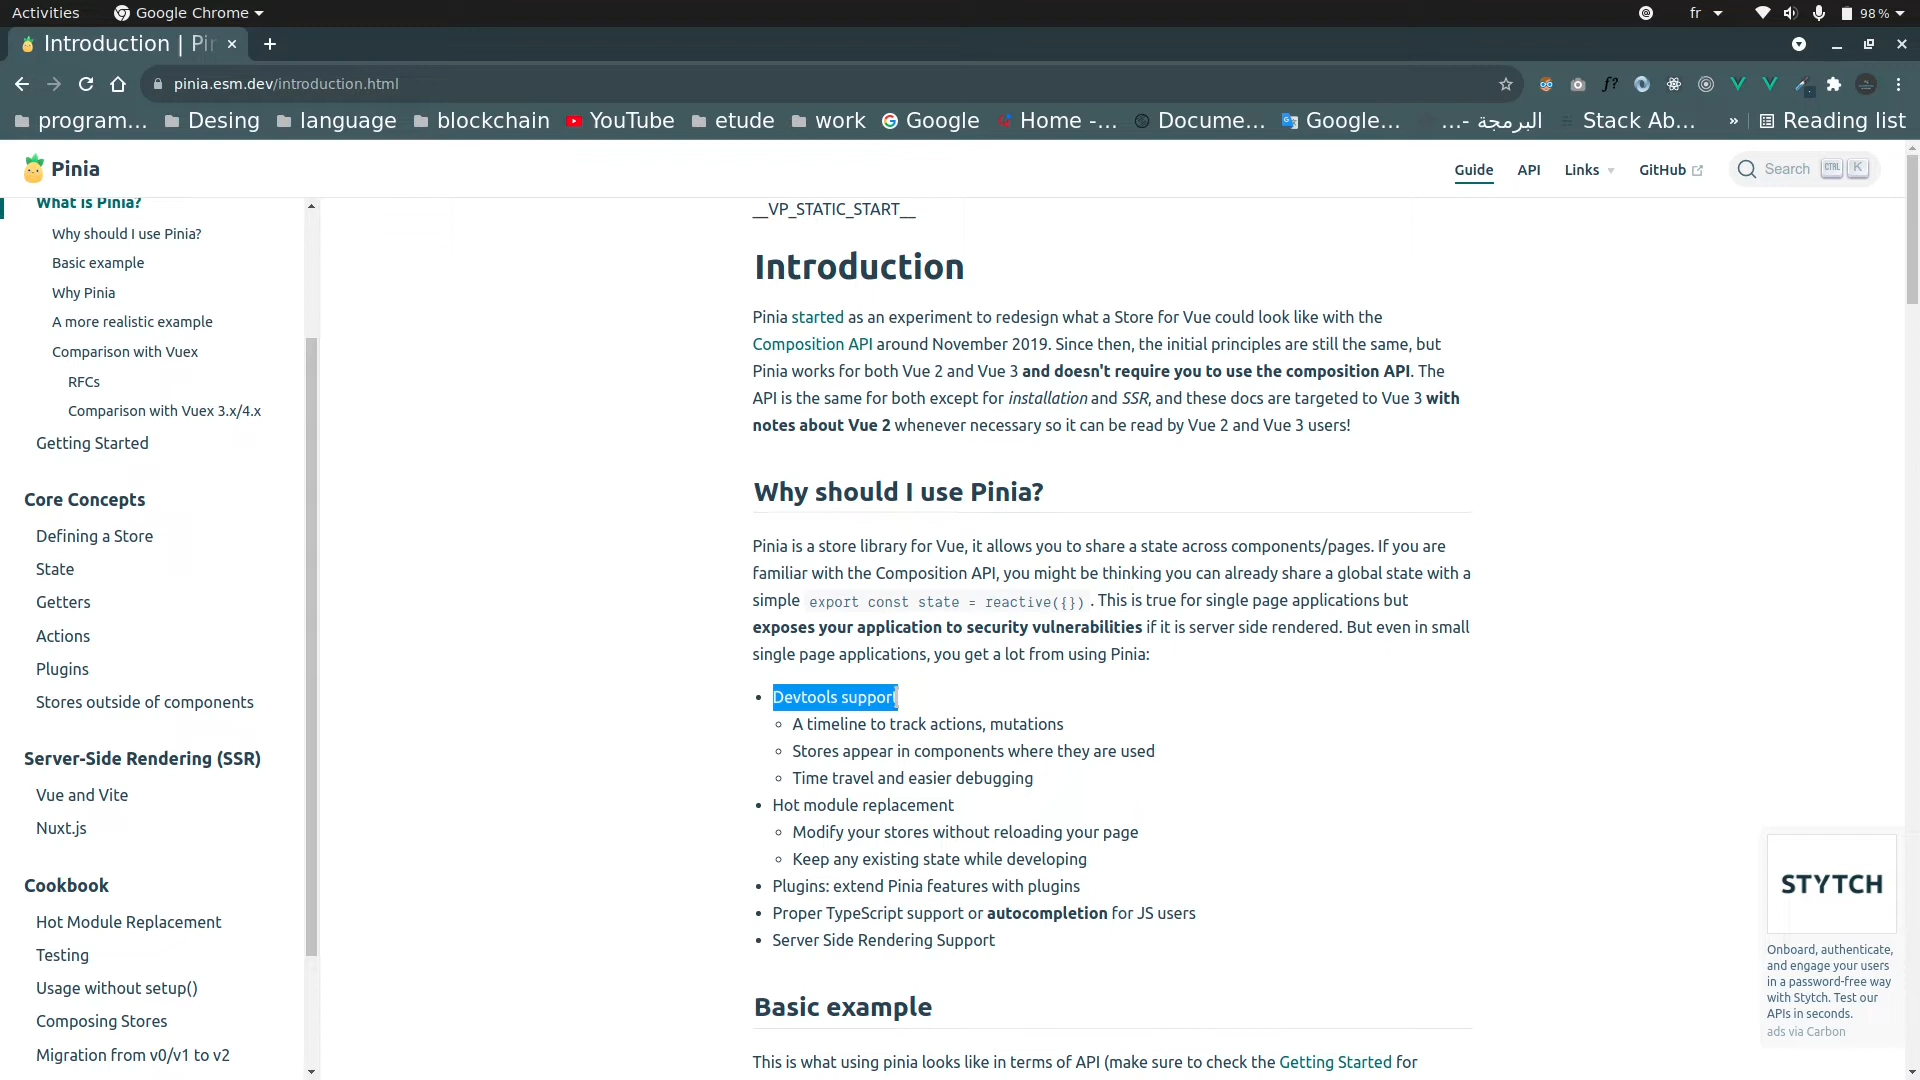 Activities Google Chrome fr 98 %
Introduction | Pi
pinia.esm.dev/introduction.html
program... Desing language blockchain YouTube etude work Google Home -... Docume... Google... البرمجة -... Stack Ab... » Reading list
Pinia Guide API Links GitHub Search CTRL K
What is Pinia?
Why should I use Pinia?
Basic example
Why Pinia
A more realistic example
Comparison with Vuex
RFCs
Comparison with Vuex 3.x/4.x
Getting Started
Core Concepts
Defining a Store
State
Getters
Actions
Plugins
Stores outside of components
Server-Side Rendering (SSR)
Vue and Vite
Nuxt.js
Cookbook
Hot Module Replacement
Testing
Usage without setup()
Composing Stores
Migration from v0/v1 to v2
__VP_STATIC_START__
Introduction
Pinia started as an experiment to redesign what a Store for Vue could look like with the
Composition API around November 2019. Since then, the initial principles are still the same, but
Pinia works for both Vue 2 and Vue 3 and doesn't require you to use the composition API. The
API is the same for both except for installation and SSR, and these docs are targeted to Vue 3 with
notes about Vue 2 whenever necessary so it can be read by Vue 2 and Vue 3 users!
Why should I use Pinia?
Pinia is a store library for Vue, it allows you to share a state across components/pages. If you are
familiar with the Composition API, you might be thinking you can already share a global state with a
simple export const state = reactive({}) . This is true for single page applications but
exposes your application to security vulnerabilities if it is server side rendered. But even in small
single page applications, you get a lot from using Pinia:
• Devtools support
◦ A timeline to track actions, mutations
◦ Stores appear in components where they are used
◦ Time travel and easier debugging
• Hot module replacement
◦ Modify your stores without reloading your page
◦ Keep any existing state while developing
• Plugins: extend Pinia features with plugins
• Proper TypeScript support or autocompletion for JS users
• Server Side Rendering Support
Basic example
This is what using pinia looks like in terms of API (make sure to check the Getting Started for
STYTCH
Onboard, authenticate,
and engage your users
in a password-free way
with Stytch. Test our
APIs in seconds.
ads via Carbon